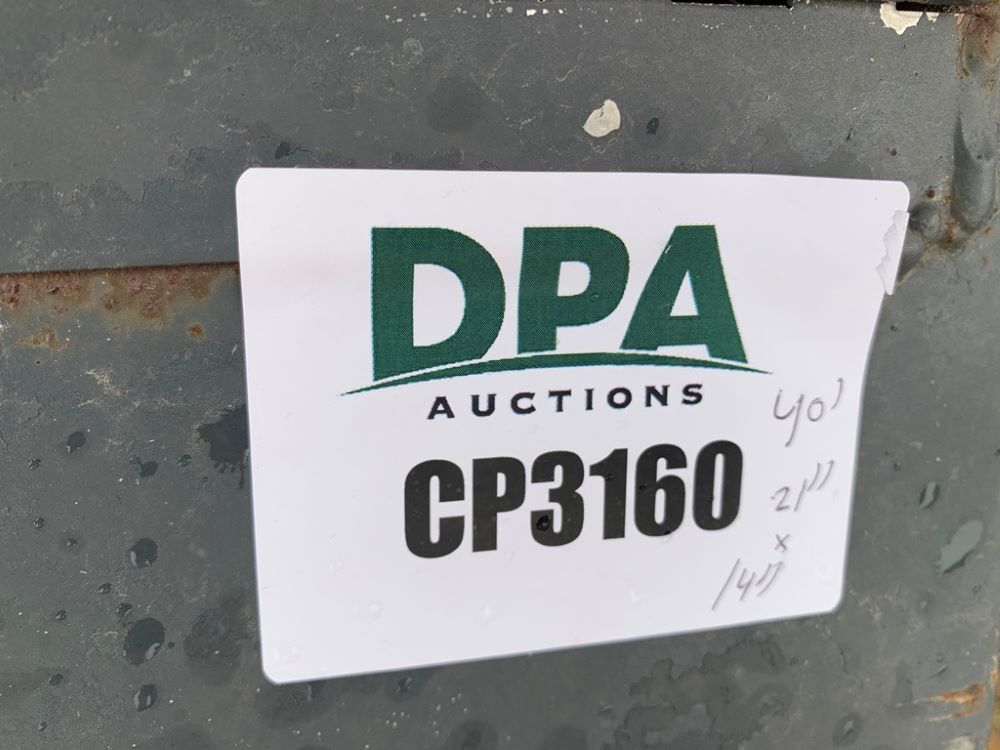 DPA
AUCTIONS
CP3160
40'
21"
x
14"